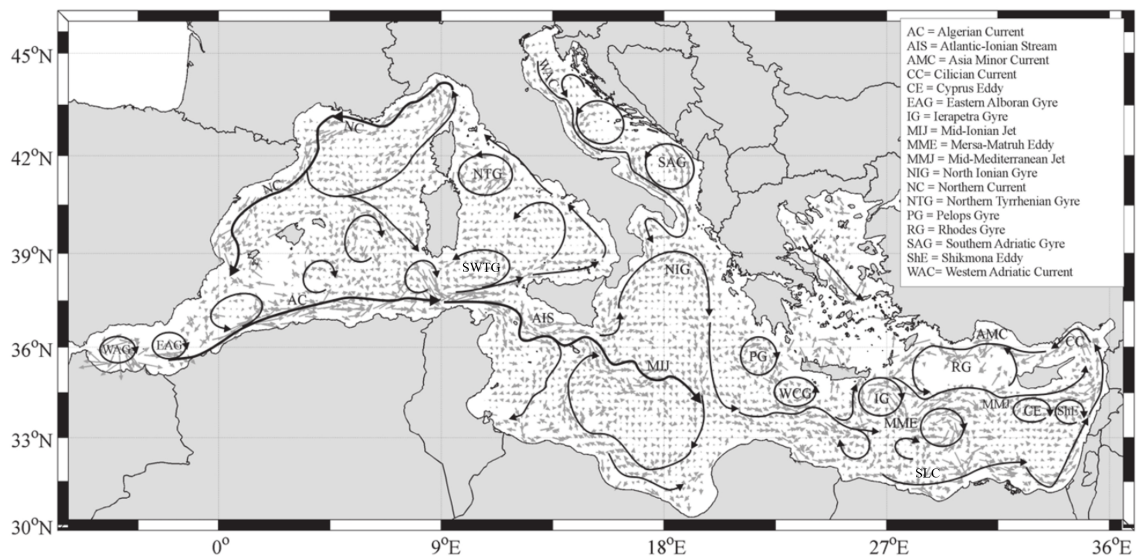 AC = Algerian Current
AIS = Atlantic-Ionian Stream
AMC = Asia Minor Current
CC= Cilician Current
CE = Cyprus Eddy
EAG = Eastern Alboran Gyre
IG = Ierapetra Gyre
MIJ = Mid-Ionian Jet
MME = Mersa-Matruh Eddy
MMJ = Mid-Mediterranean Jet
NIG = North Ionian Gyre
NC = Northern Current
NTG = Northern Tyrrhenian Gyre
PG = Pelops Gyre
RG = Rhodes Gyre
SAG = Southern Adriatic Gyre
ShE = Shikmona Eddy
WAC= Western Adriatic Current
45°N
42°N
39°N
36°N
33°N
30°N
WAC
NC
SAG
NTG
NC
SWTG
NIG
AC
AIS
AMC
CC
WAG
EAG
PG
MIJ
RG
WCG
IG
MMJ
CE
ShE
MME
SLC
0°
9°E
18°E
27°E
36°E